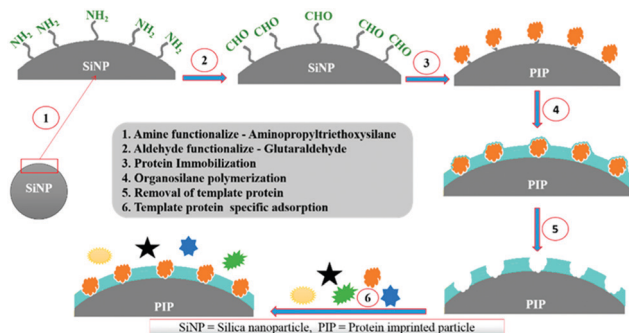 NH₂ NH₂ NH₂ NH₂ NH₂
SiNP
2
CHO CHO CHO CHO CHO
SiNP
3
PIP
1
SiNP
1. Amine functionalize - Aminopropyltriethoxysilane
2. Aldehyde functionalize - Glutaraldehyde
3. Protein Immobilization
4. Organosilane polymerization
5. Removal of template protein
6. Template protein specific adsorption
4
PIP
5
PIP
6
PIP
SiNP = Silica nanoparticle, PIP = Protein imprinted particle